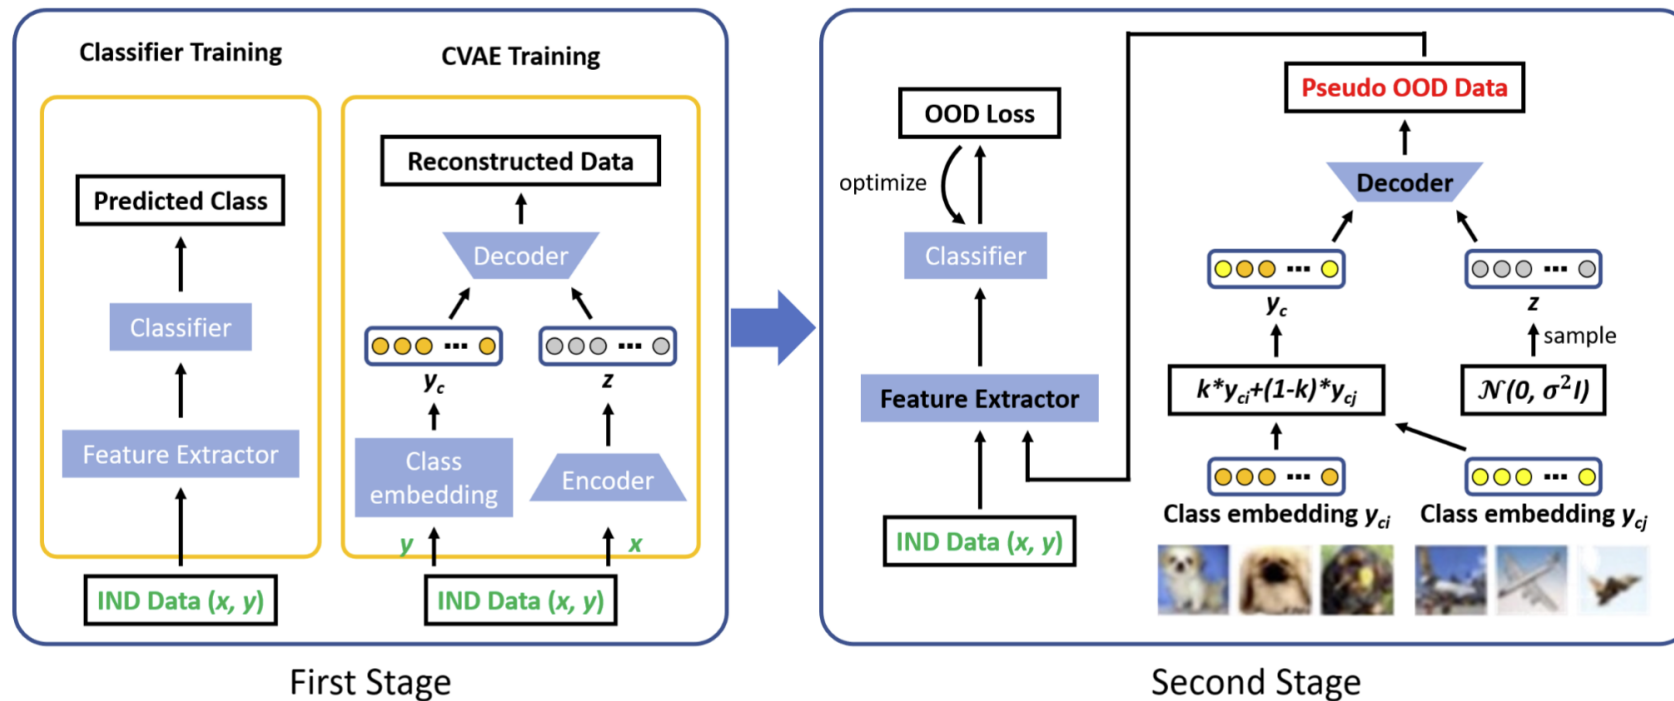 Classifier Training
CVAE Training
Predicted Class
Classifier
Feature Extractor
IND Data (x, y)
Reconstructed Data
Decoder
y_c
z
Class
embedding
Encoder
y
x
IND Data (x, y)
First Stage
OOD Loss
optimize
Classifier
Feature Extractor
IND Data (x, y)
Pseudo OOD Data
Decoder
y_c
z
sample
k*y_ci+(1-k)*y_cj
𝒩(0, σ²I)
Class embedding y_ci
Class embedding y_cj
Second Stage